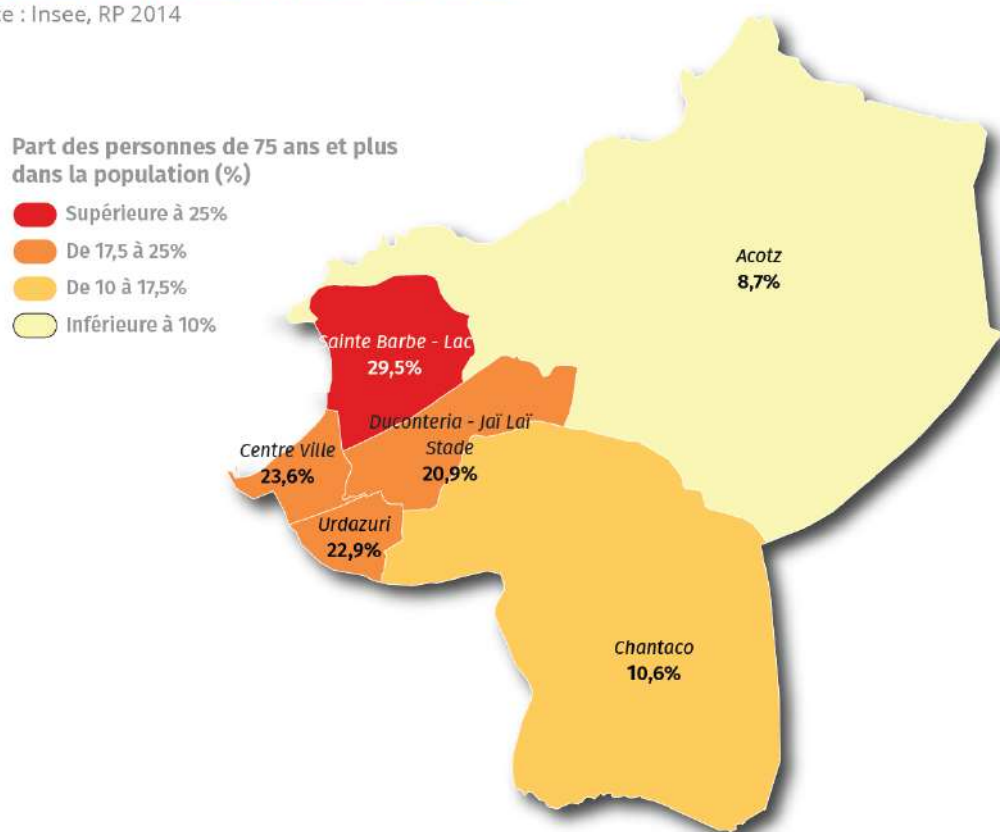 : Insee, RP 2014
Part des personnes de 75 ans et plus
dans la population (%)
Supérieure à 25%
De 17,5 à 25%
De 10 à 17,5%
Inférieure à 10%
Acotz
8,7%
Sainte Barbe - Lac
29,5%
Duconteria - Jaï Laï
Stade
20,9%
Centre Ville
23,6%
Urdazuri
22,9%
Chantaco
10,6%